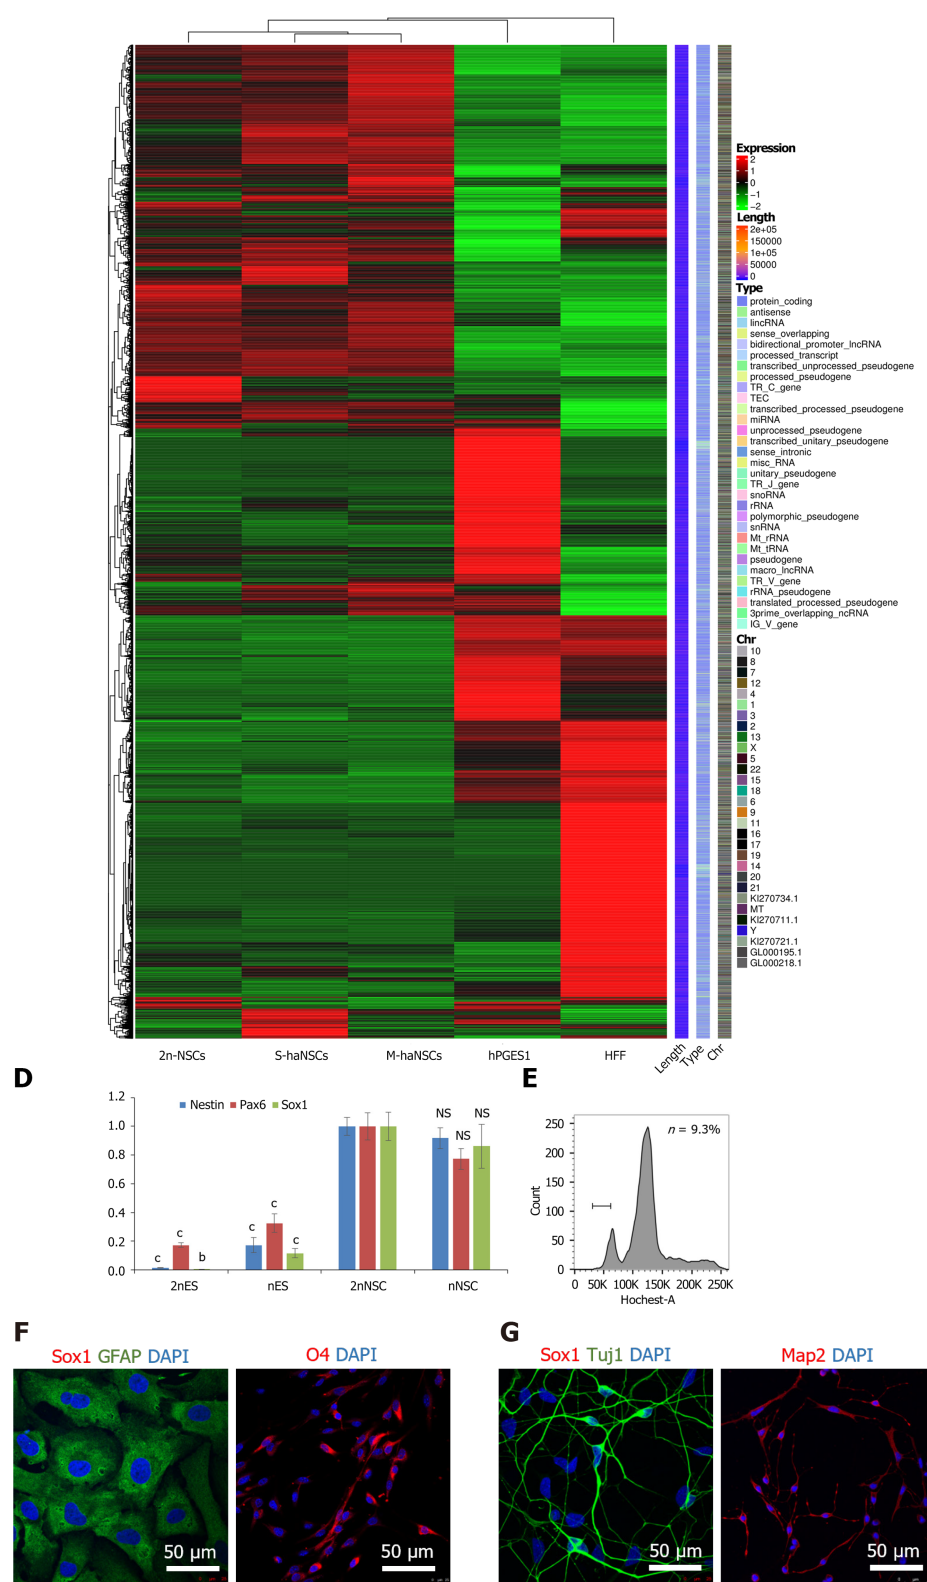 Expression
2
1
0
−1
−2
Length
2e+05
150000
1e+05
50000
0
Type
protein_coding
antisense
lincRNA
sense_overlapping
bidirectional_promoter_lncRNA
processed_transcript
transcribed_unprocessed_pseudogene
processed_pseudogene
TR_C_gene
TEC
transcribed_processed_pseudogene
miRNA
unprocessed_pseudogene
transcribed_unitary_pseudogene
sense_intronic
misc_RNA
unitary_pseudogene
TR_J_gene
snoRNA
rRNA
polymorphic_pseudogene
snRNA
Mt_rRNA
Mt_tRNA
pseudogene
macro_lncRNA
TR_V_gene
rRNA_pseudogene
translated_processed_pseudogene
3prime_overlapping_ncRNA
IG_V_gene
Chr
10
8
7
12
4
1
3
2
13
X
5
22
15
18
6
9
11
16
17
19
14
20
21
KI270734.1
MT
KI270711.1
Y
KI270721.1
GL000195.1
GL000218.1
2n-NSCs S-haNSCs M-haNSCs hPGES1 HFF Length Type Chr
D
Nestin Pax6 Sox1
1.2
1.0
0.8
0.6
0.4
0.2
0.0
c c b
c c c
NS NS NS
2nES nES 2nNSC nNSC
E
n = 9.3%
Count
250
200
150
100
50
0
0 50K 100K 150K 200K 250K
Hochest-A
F
Sox1 GFAP DAPI
50 µm
O4 DAPI
50 µm
G
Sox1 Tuj1 DAPI
50 µm
Map2 DAPI
50 µm